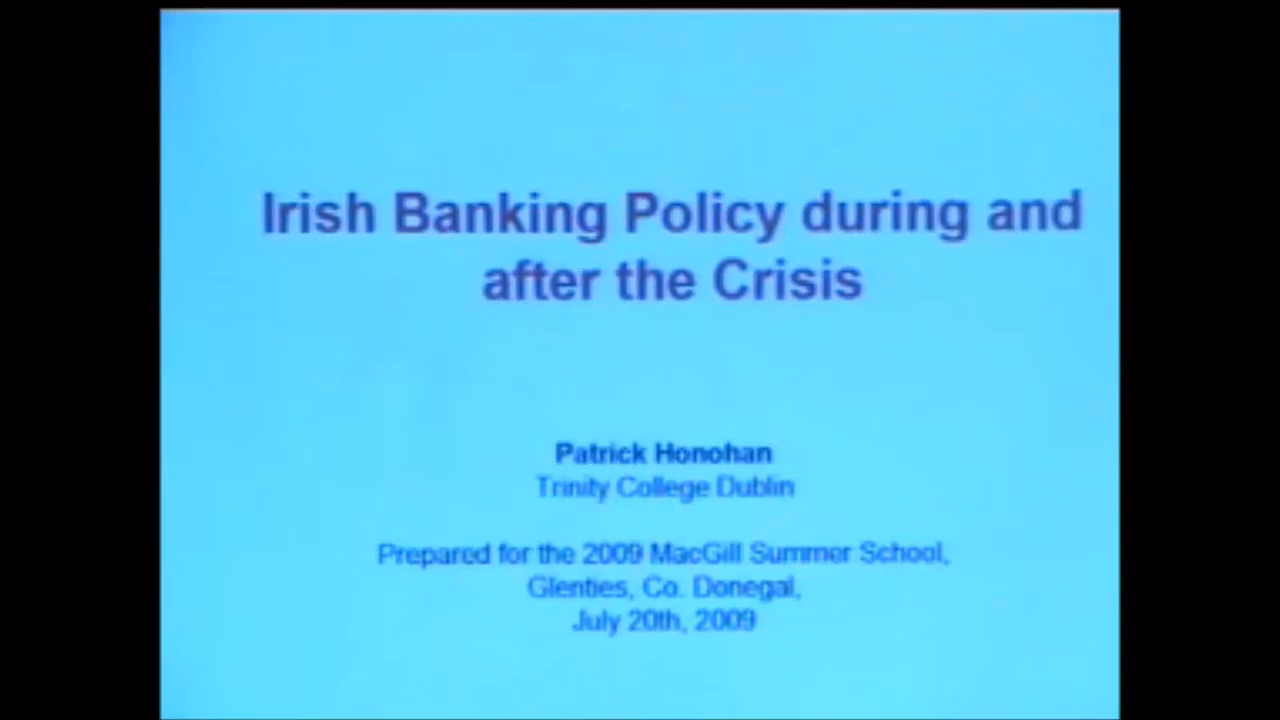 Irish Banking Policy during and
after the Crisis
Patrick Honohan
Trinity College Dublin
Prepared for the 2009 MacGill Summer School,
Glenties, Co. Donegal,
July 20th, 2009